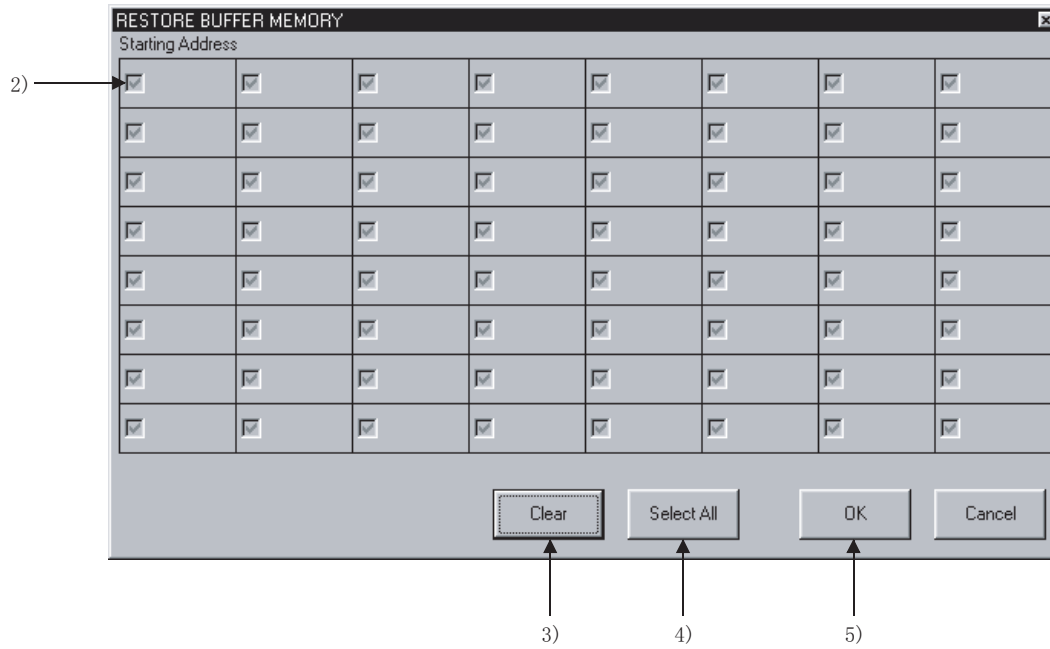 RESTORE BUFFER MEMORY
Starting Address
2)
Clear
Select All
OK
Cancel
3)
4)
5)